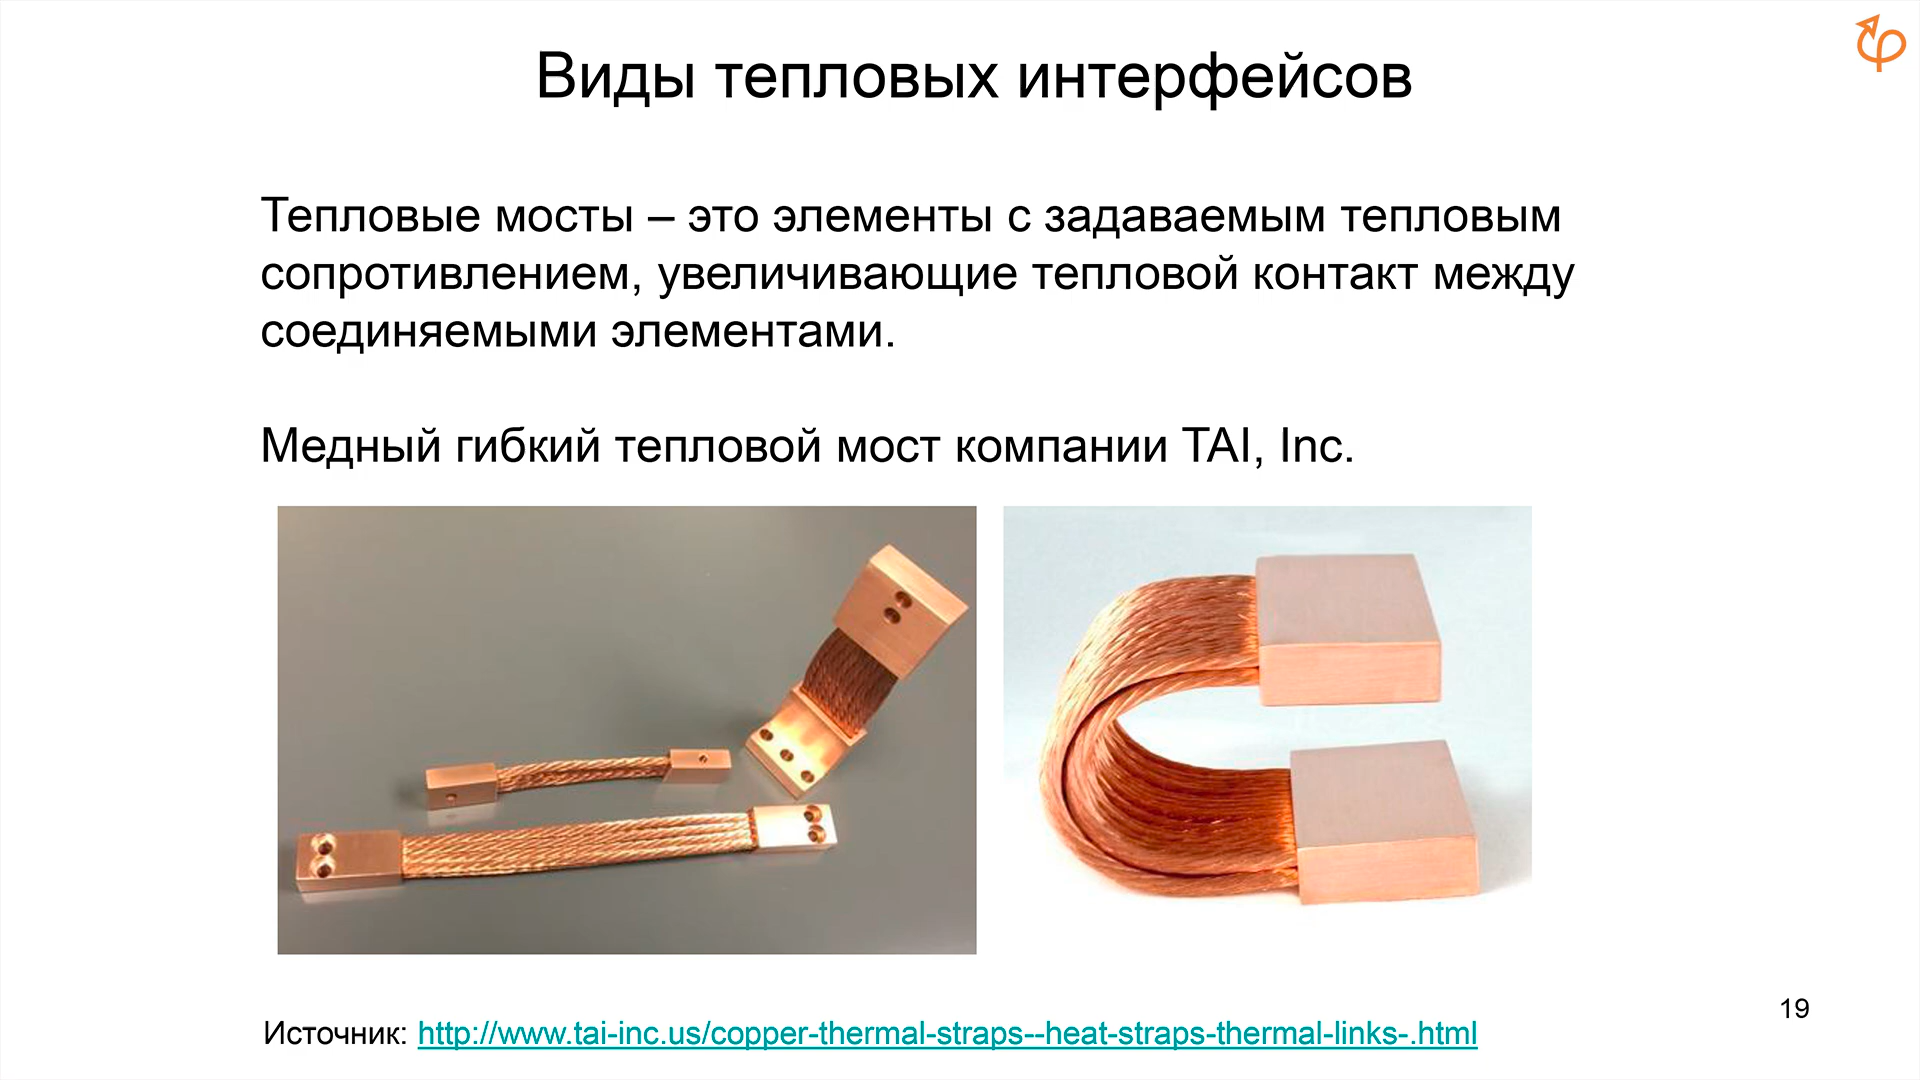 Виды тепловых интерфейсов
Тепловые мосты – это элементы с задаваемым тепловым
сопротивлением, увеличивающие тепловой контакт между
соединяемыми элементами.
Медный гибкий тепловой мост компании TAI, Inc.
19
Источник: http://www.tai-inc.us/copper-thermal-straps--heat-straps-thermal-links-.html